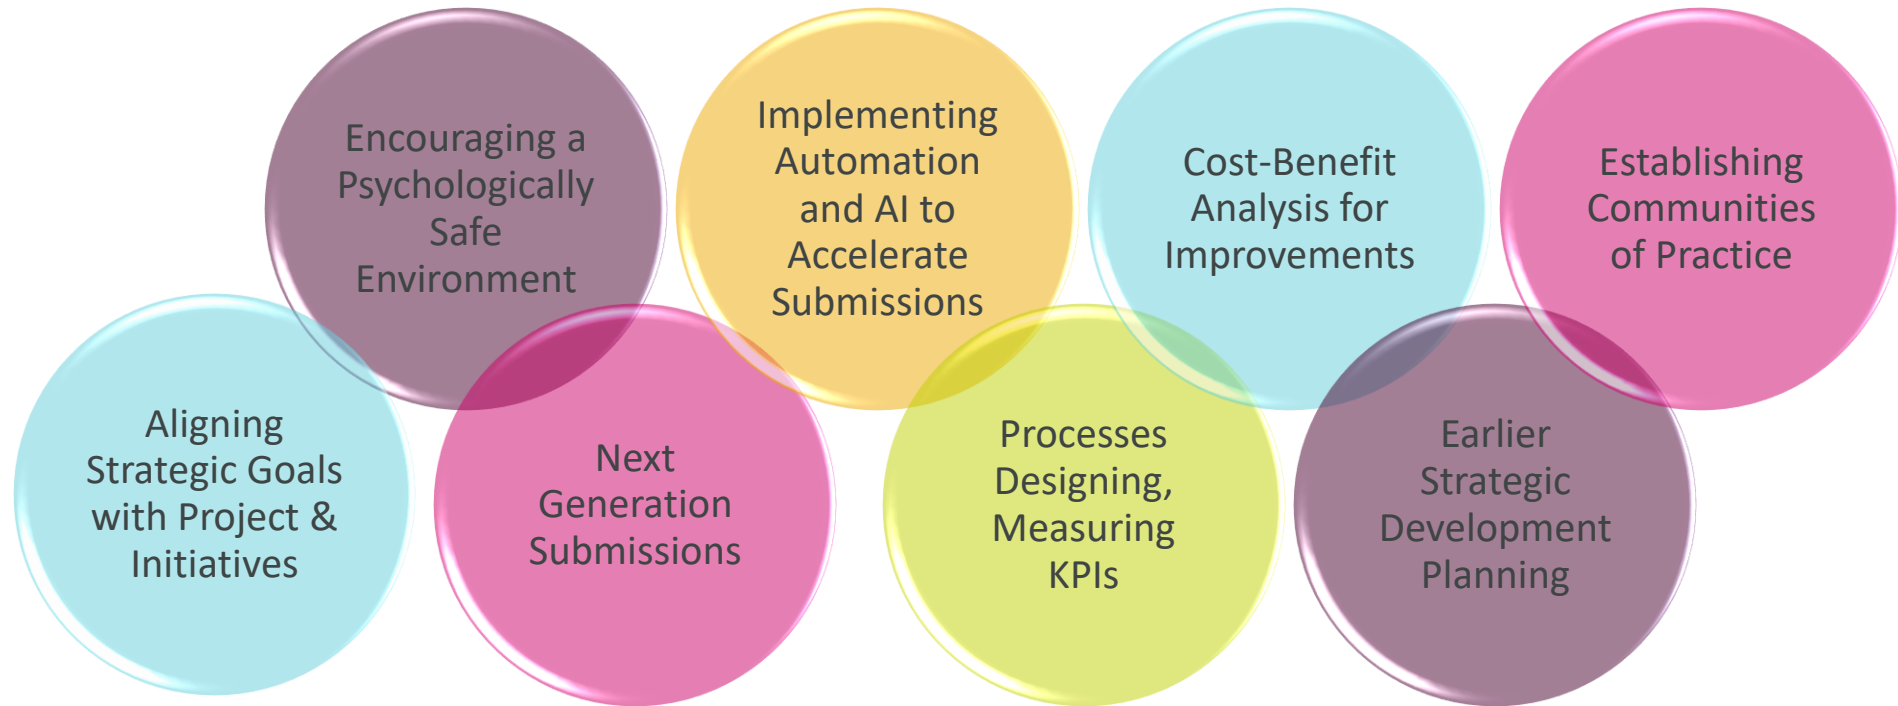 Encouraging a
Psychologically
Safe
Environment
Implementing
Automation
and AI to
Accelerate
Submissions
Cost-Benefit
Analysis for
Improvements
Establishing
Communities
of Practice
Aligning
Strategic Goals
with Project &
Initiatives
Next
Generation
Submissions
Processes
Designing,
Measuring
KPIs
Earlier
Strategic
Development
Planning